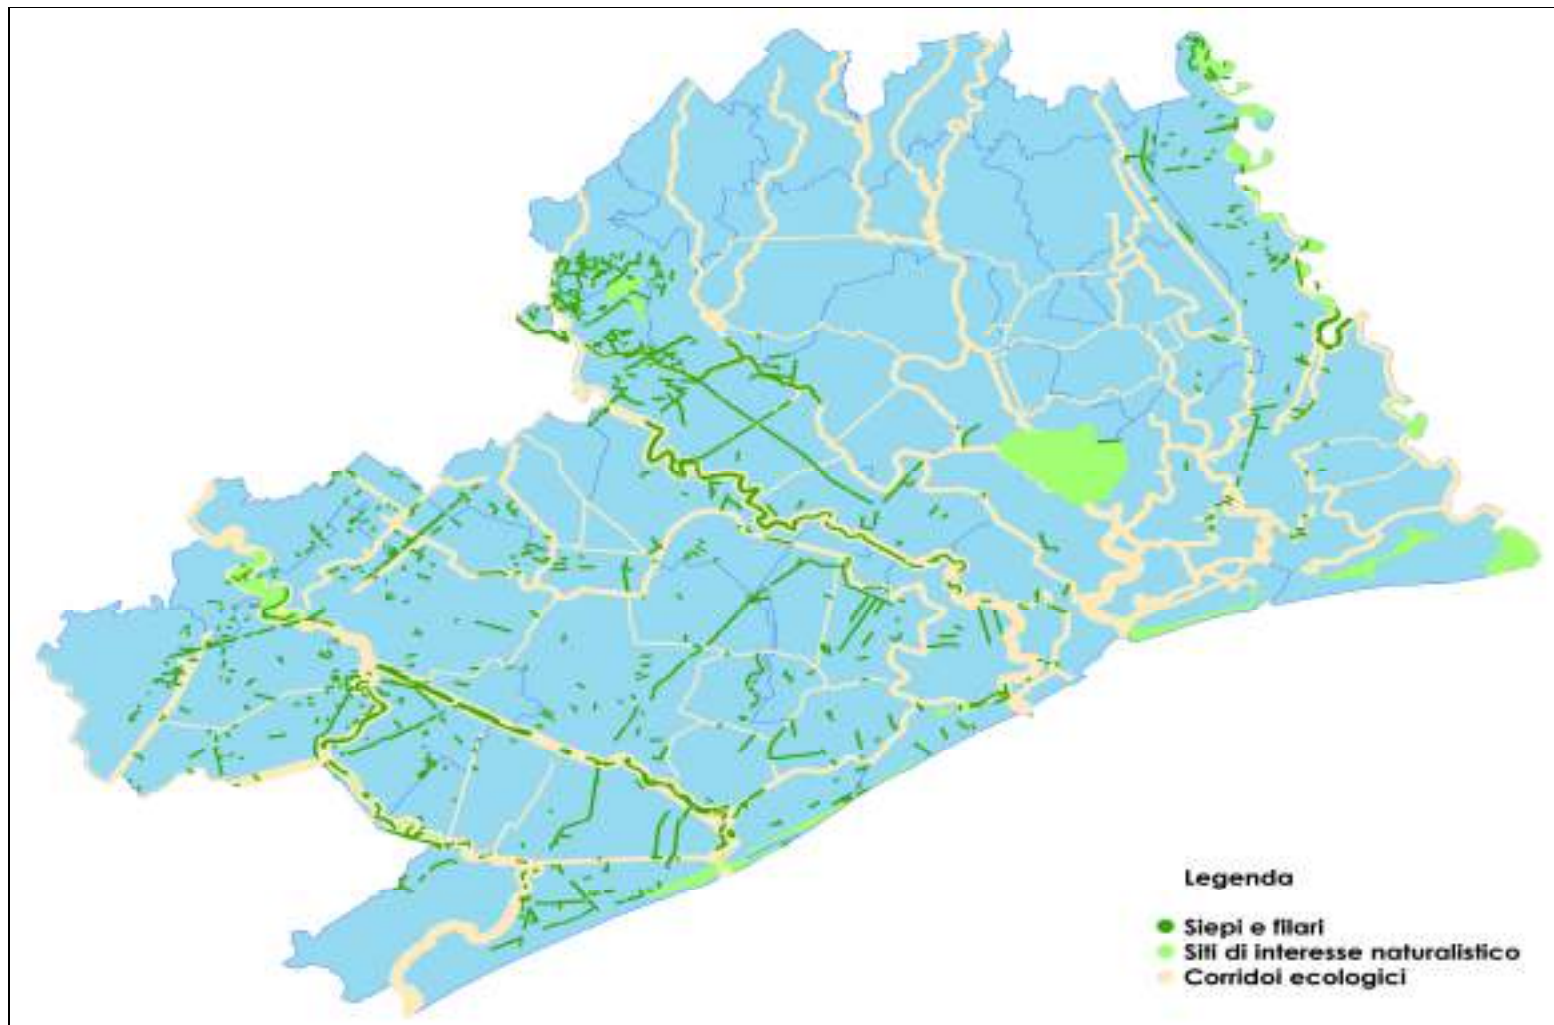 Legenda
Siepi e filari
Siti di interesse naturalistico
Corridoi ecologici